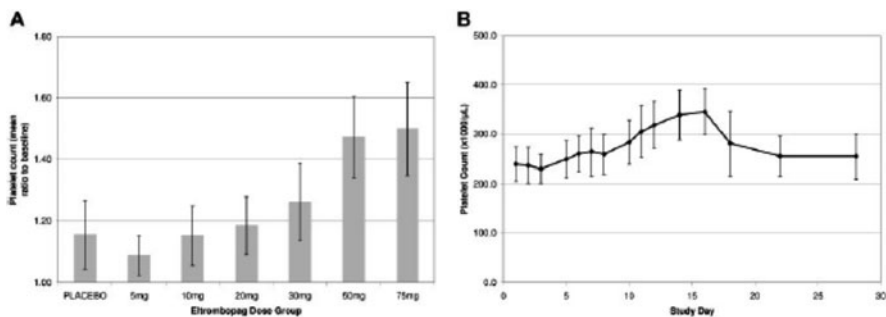 A
Platelet count (mean
ratio to baseline)
1.80
1.60
1.40
1.20
1.00
PLACEBO 5mg 10mg 20mg 30mg 50mg 75mg
Eltrombopag Dose Group
B
Platelet Count (x1000/µL)
500.0
400.0
300.0
200.0
100.0
0.0
0 5 10 15 20 25 30
Study Day